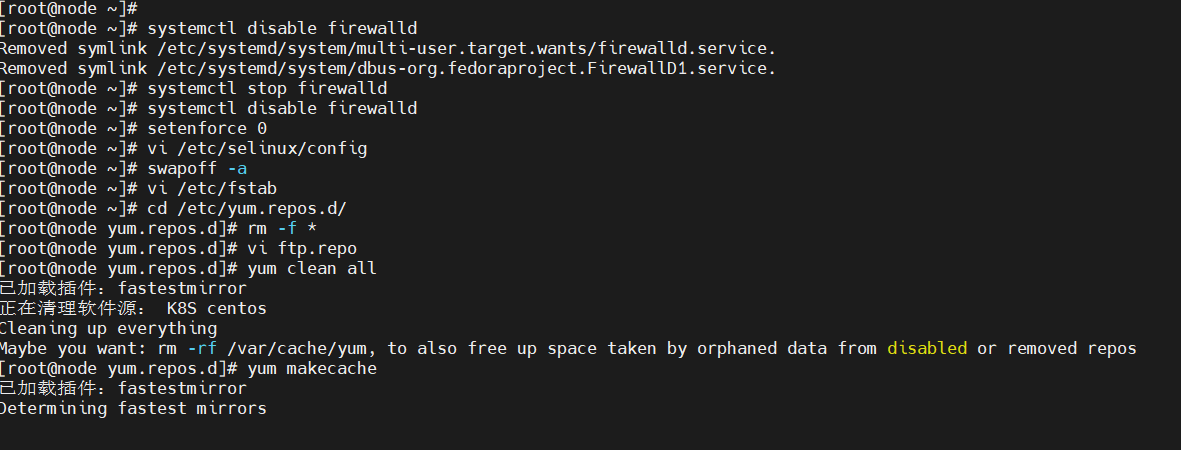 [root@node ~]#
[root@node ~]# systemctl disable firewalld
Removed symlink /etc/systemd/system/multi-user.target.wants/firewalld.service.
Removed symlink /etc/systemd/system/dbus-org.fedoraproject.FirewallD1.service.
[root@node ~]# systemctl stop firewalld
[root@node ~]# systemctl disable firewalld
[root@node ~]# setenforce 0
[root@node ~]# vi /etc/selinux/config
[root@node ~]# swapoff -a
[root@node ~]# vi /etc/fstab
[root@node ~]# cd /etc/yum.repos.d/
[root@node yum.repos.d]# rm -f *
[root@node yum.repos.d]# vi ftp.repo
[root@node yum.repos.d]# yum clean all
已加载插件：fastestmirror
正在清理软件源： K8S centos
Cleaning up everything
Maybe you want: rm -rf /var/cache/yum, to also free up space taken by orphaned data from disabled or removed repos
[root@node yum.repos.d]# yum makecache
已加载插件：fastestmirror
Determining fastest mirrors